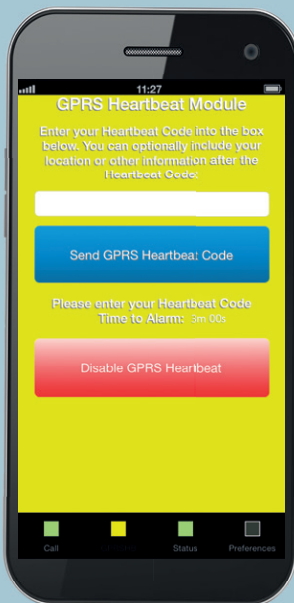 11:27
GPRS Heartbeat Module
Enter your Heartbeat Code into the box
below. You can optionally include your
location or other information after the
Heartbeat Code:
Send GPRS Heartbeat Code
Please enter your Heartbeat Code
Time to Alarm: 3m 00s
Disable GPRS Heartbeat
Call
Status
Preferences